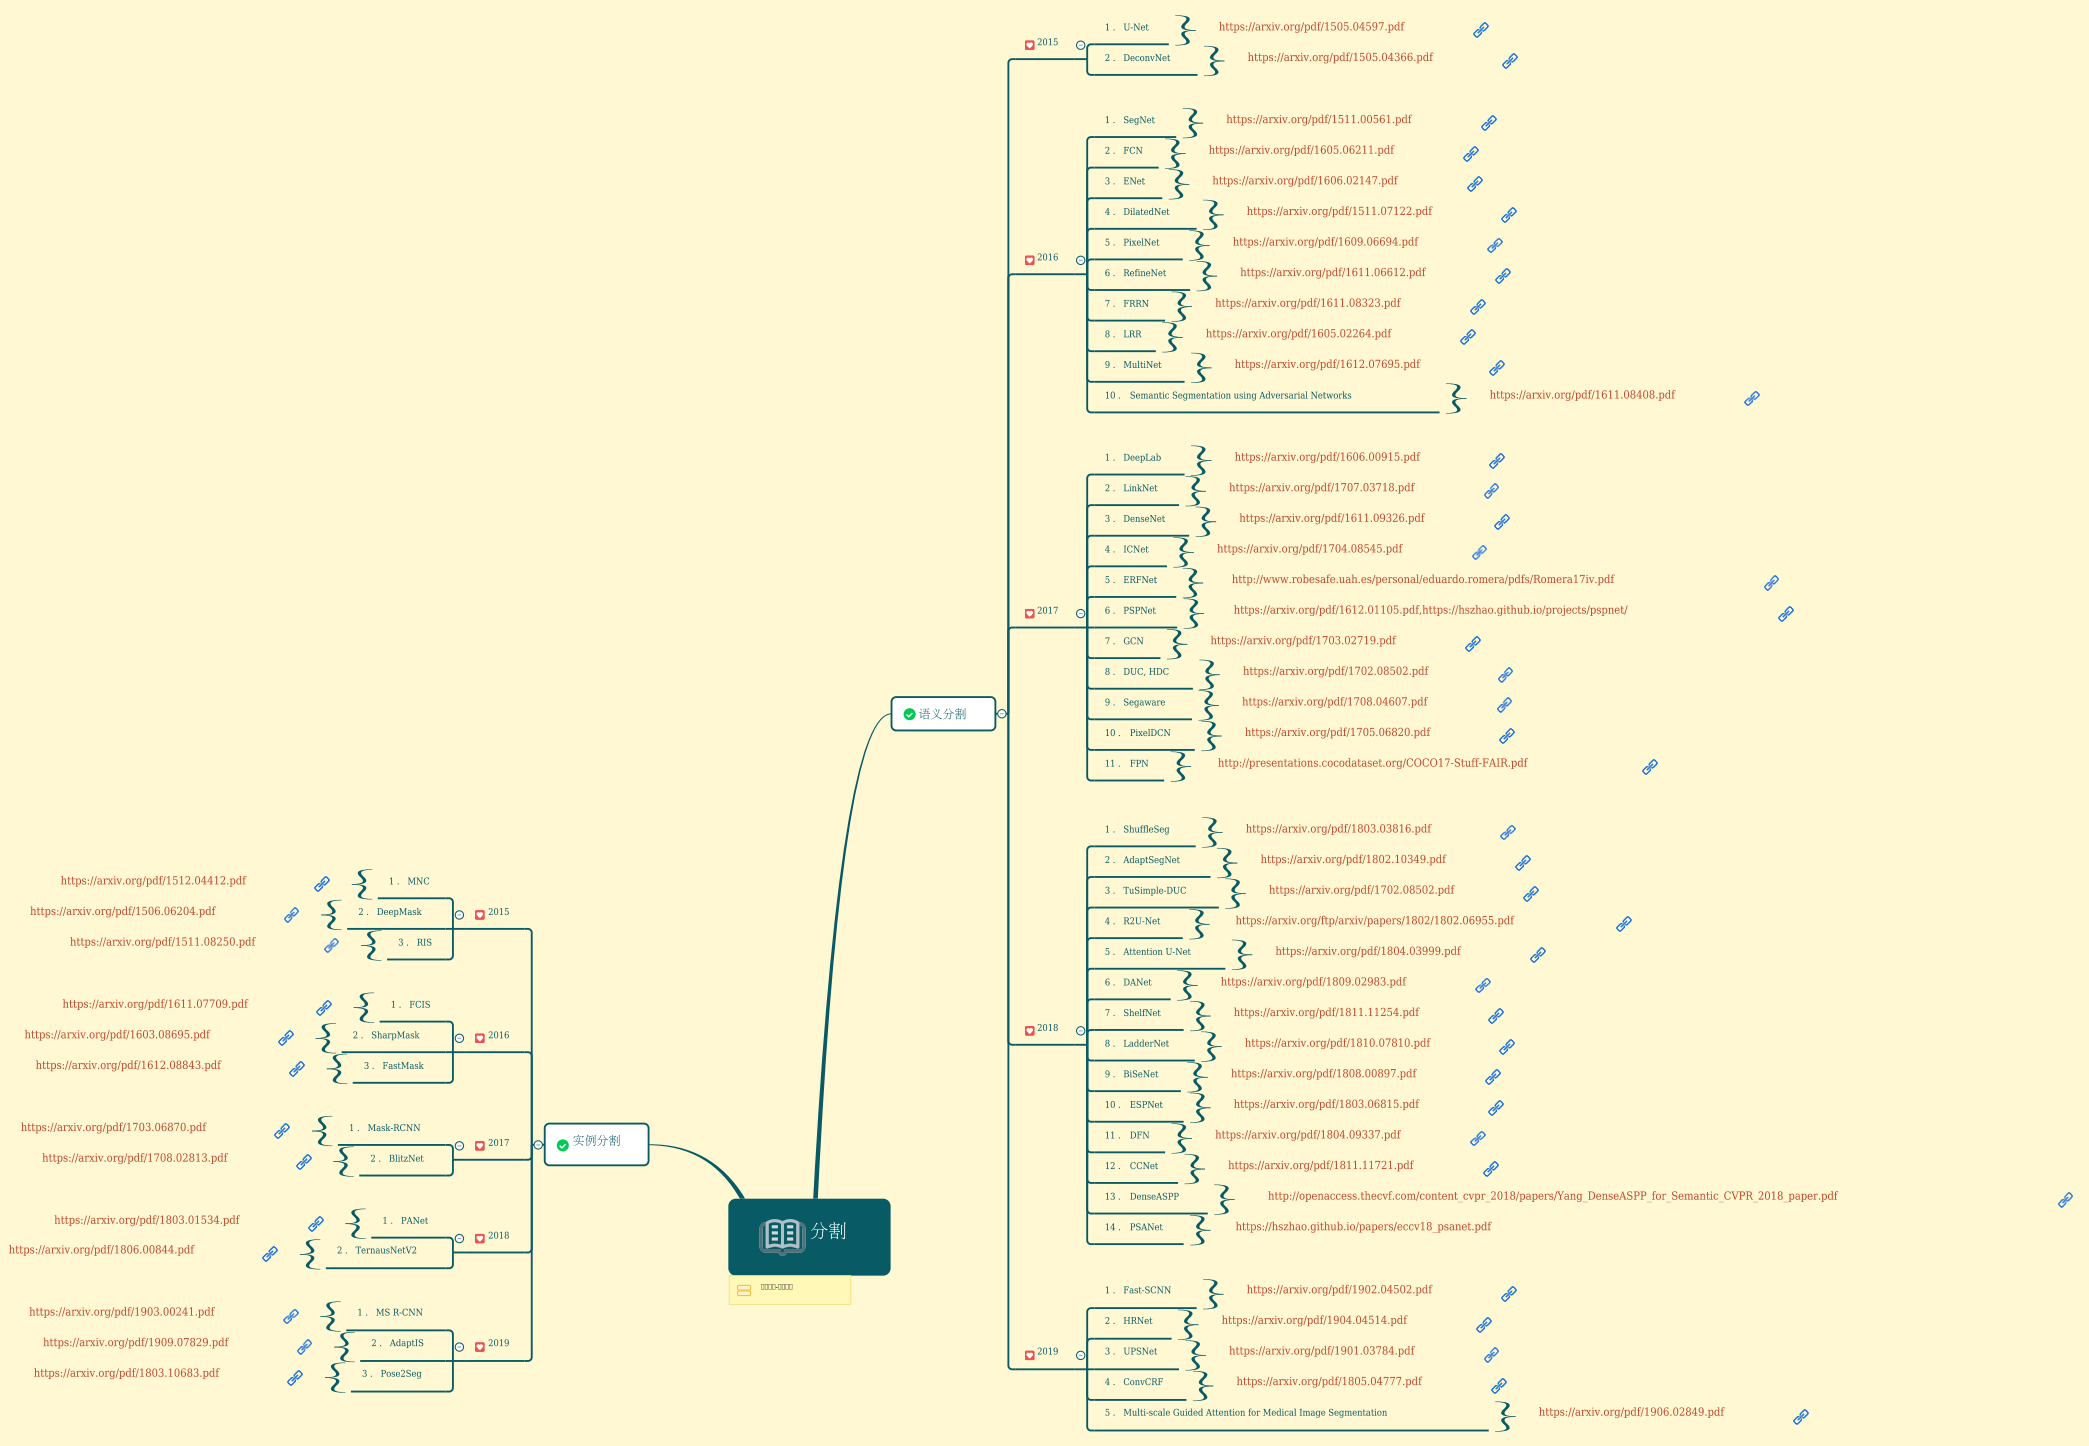 分割
语义分割
2015
1 . U-Net https://arxiv.org/pdf/1505.04597.pdf
2 . DeconvNet https://arxiv.org/pdf/1505.04366.pdf
2016
1 . SegNet https://arxiv.org/pdf/1511.00561.pdf
2 . FCN https://arxiv.org/pdf/1605.06211.pdf
3 . ENet https://arxiv.org/pdf/1606.02147.pdf
4 . DilatedNet https://arxiv.org/pdf/1511.07122.pdf
5 . PixelNet https://arxiv.org/pdf/1609.06694.pdf
6 . RefineNet https://arxiv.org/pdf/1611.06612.pdf
7 . FRRN https://arxiv.org/pdf/1611.08323.pdf
8 . LRR https://arxiv.org/pdf/1605.02264.pdf
9 . MultiNet https://arxiv.org/pdf/1612.07695.pdf
10 . Semantic Segmentation using Adversarial Networks https://arxiv.org/pdf/1611.08408.pdf
2017
1 . DeepLab https://arxiv.org/pdf/1606.00915.pdf
2 . LinkNet https://arxiv.org/pdf/1707.03718.pdf
3 . DenseNet https://arxiv.org/pdf/1611.09326.pdf
4 . ICNet https://arxiv.org/pdf/1704.08545.pdf
5 . ERFNet http://www.robesafe.uah.es/personal/eduardo.romera/pdfs/Romera17iv.pdf
6 . PSPNet https://arxiv.org/pdf/1612.01105.pdf,https://hszhao.github.io/projects/pspnet/
7 . GCN https://arxiv.org/pdf/1703.02719.pdf
8 . DUC, HDC https://arxiv.org/pdf/1702.08502.pdf
9 . Segaware https://arxiv.org/pdf/1708.04607.pdf
10 . PixelDCN https://arxiv.org/pdf/1705.06820.pdf
11 . FPN http://presentations.cocodataset.org/COCO17-Stuff-FAIR.pdf
2018
1 . ShuffleSeg https://arxiv.org/pdf/1803.03816.pdf
2 . AdaptSegNet https://arxiv.org/pdf/1802.10349.pdf
3 . TuSimple-DUC https://arxiv.org/pdf/1702.08502.pdf
4 . R2U-Net https://arxiv.org/ftp/arxiv/papers/1802/1802.06955.pdf
5 . Attention U-Net https://arxiv.org/pdf/1804.03999.pdf
6 . DANet https://arxiv.org/pdf/1809.02983.pdf
7 . ShelfNet https://arxiv.org/pdf/1811.11254.pdf
8 . LadderNet https://arxiv.org/pdf/1810.07810.pdf
9 . BiSeNet https://arxiv.org/pdf/1808.00897.pdf
10 . ESPNet https://arxiv.org/pdf/1803.06815.pdf
11 . DFN https://arxiv.org/pdf/1804.09337.pdf
12 . CCNet https://arxiv.org/pdf/1811.11721.pdf
13 . DenseASPP http://openaccess.thecvf.com/content_cvpr_2018/papers/Yang_DenseASPP_for_Semantic_CVPR_2018_paper.pdf
14 . PSANet https://hszhao.github.io/papers/eccv18_psanet.pdf
2019
1 . Fast-SCNN https://arxiv.org/pdf/1902.04502.pdf
2 . HRNet https://arxiv.org/pdf/1904.04514.pdf
3 . UPSNet https://arxiv.org/pdf/1901.03784.pdf
4 . ConvCRF https://arxiv.org/pdf/1805.04777.pdf
5 . Multi-scale Guided Attention for Medical Image Segmentation https://arxiv.org/pdf/1906.02849.pdf
实例分割
2015
https://arxiv.org/pdf/1512.04412.pdf 1 . MNC
https://arxiv.org/pdf/1506.06204.pdf 2 . DeepMask
https://arxiv.org/pdf/1511.08250.pdf 3 . RIS
2016
https://arxiv.org/pdf/1611.07709.pdf 1 . FCIS
https://arxiv.org/pdf/1603.08695.pdf 2 . SharpMask
https://arxiv.org/pdf/1612.08843.pdf 3 . FastMask
2017
https://arxiv.org/pdf/1703.06870.pdf 1 . Mask-RCNN
https://arxiv.org/pdf/1708.02813.pdf 2 . BlitzNet
2018
https://arxiv.org/pdf/1803.01534.pdf 1 . PANet
https://arxiv.org/pdf/1806.00844.pdf 2 . TernausNetV2
2019
https://arxiv.org/pdf/1903.00241.pdf 1 . MS R-CNN
https://arxiv.org/pdf/1909.07829.pdf 2 . AdaptIS
https://arxiv.org/pdf/1803.10683.pdf 3 . Pose2Seg